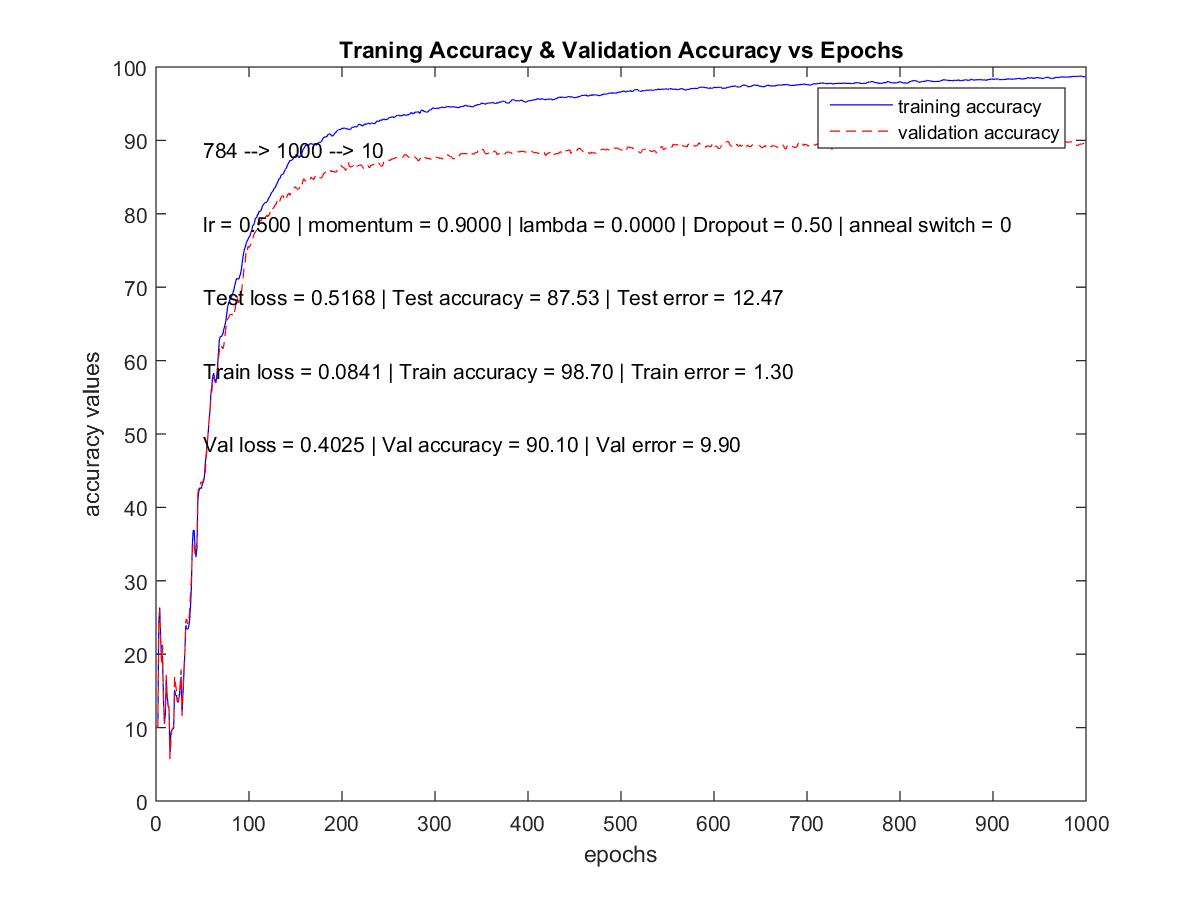 Traning Accuracy & Validation Accuracy vs Epochs
100
90
80
70
60
50
40
30
20
10
0
accuracy values
training accuracy
validation accuracy
784 --> 1000 --> 10
lr = 0.500 | momentum = 0.9000 | lambda = 0.0000 | Dropout = 0.50 | anneal switch = 0
Test loss = 0.5168 | Test accuracy = 87.53 | Test error = 12.47
Train loss = 0.0841 | Train accuracy = 98.70 | Train error = 1.30
Val loss = 0.4025 | Val accuracy = 90.10 | Val error = 9.90
0 100 200 300 400 500 600 700 800 900 1000
epochs